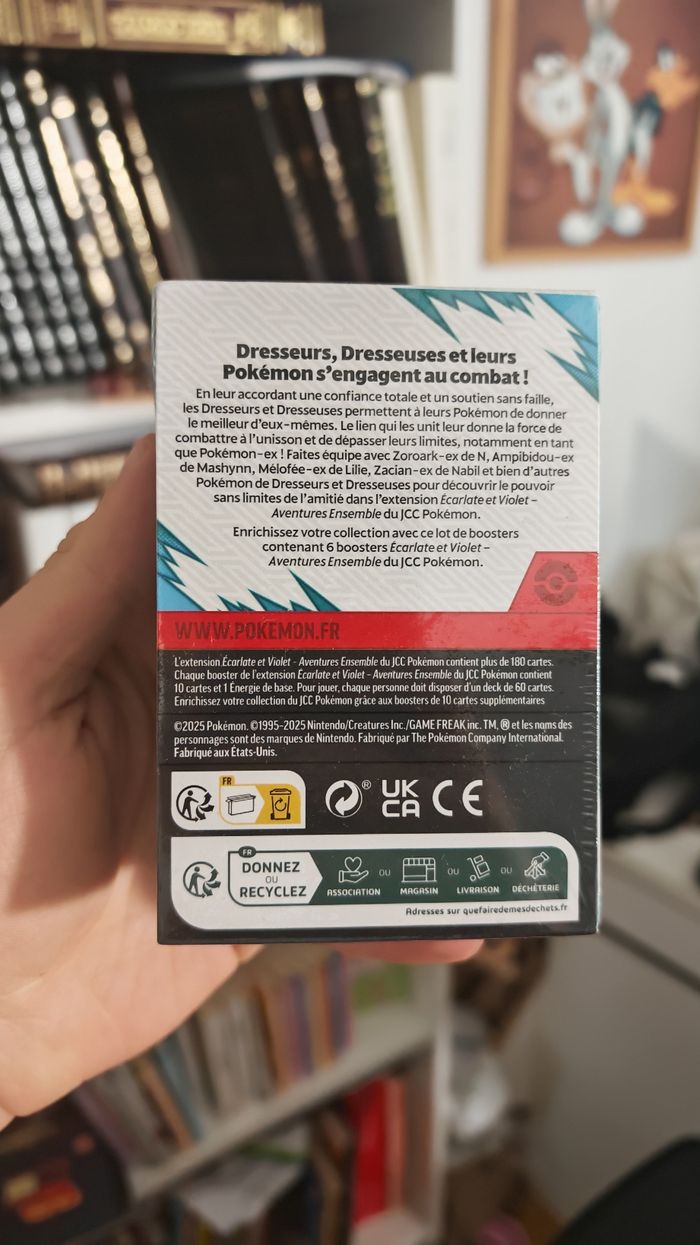 Dresseurs, Dresseuses et leurs
Pokémon s'engagent au combat !
En leur accordant une confiance totale et un soutien sans faille,
les Dresseurs et Dresseuses permettent à leurs Pokémon de donner
le meilleur d'eux-mêmes. Le lien qui les unit leur donne la force de
combattre à l'unisson et de dépasser leurs limites, notamment en tant
que Pokémon-ex ! Faites équipe avec Zoroark-ex de N, Ampibidou-ex
de Mashynn, Mélofée-ex de Lilie, Zacian-ex de Nabil et bien d'autres
Pokémon de Dresseurs et Dresseuses pour découvrir le pouvoir
sans limites de l'amitié dans l'extension Écarlate et Violet –
Aventures Ensemble du JCC Pokémon.
Enrichissez votre collection avec ce lot de boosters
contenant 6 boosters Écarlate et Violet –
Aventures Ensemble du JCC Pokémon.
WWW.POKEMON.FR
L'extension Écarlate et Violet - Aventures Ensemble du JCC Pokémon contient plus de 180 cartes.
Chaque booster de l'extension Écarlate et Violet - Aventures Ensemble du JCC Pokémon contient
10 cartes et 1 Énergie de base. Pour jouer, chaque personne doit disposer d'un deck de 60 cartes.
Enrichissez votre collection du JCC Pokémon grâce aux boosters de 10 cartes supplémentaires
©2025 Pokémon. ©1995-2025 Nintendo/Creatures Inc./GAME FREAK inc. TM, ® et les noms des
personnages sont des marques de Nintendo. Fabriqué par The Pokémon Company International.
Fabriqué aux États-Unis.
FR
® UK CA CE
FR
DONNEZ
OU
RECYCLEZ
ASSOCIATION OU MAGASIN OU LIVRAISON OU DÉCHÈTERIE
Adresses sur quefairedemesdechets.fr